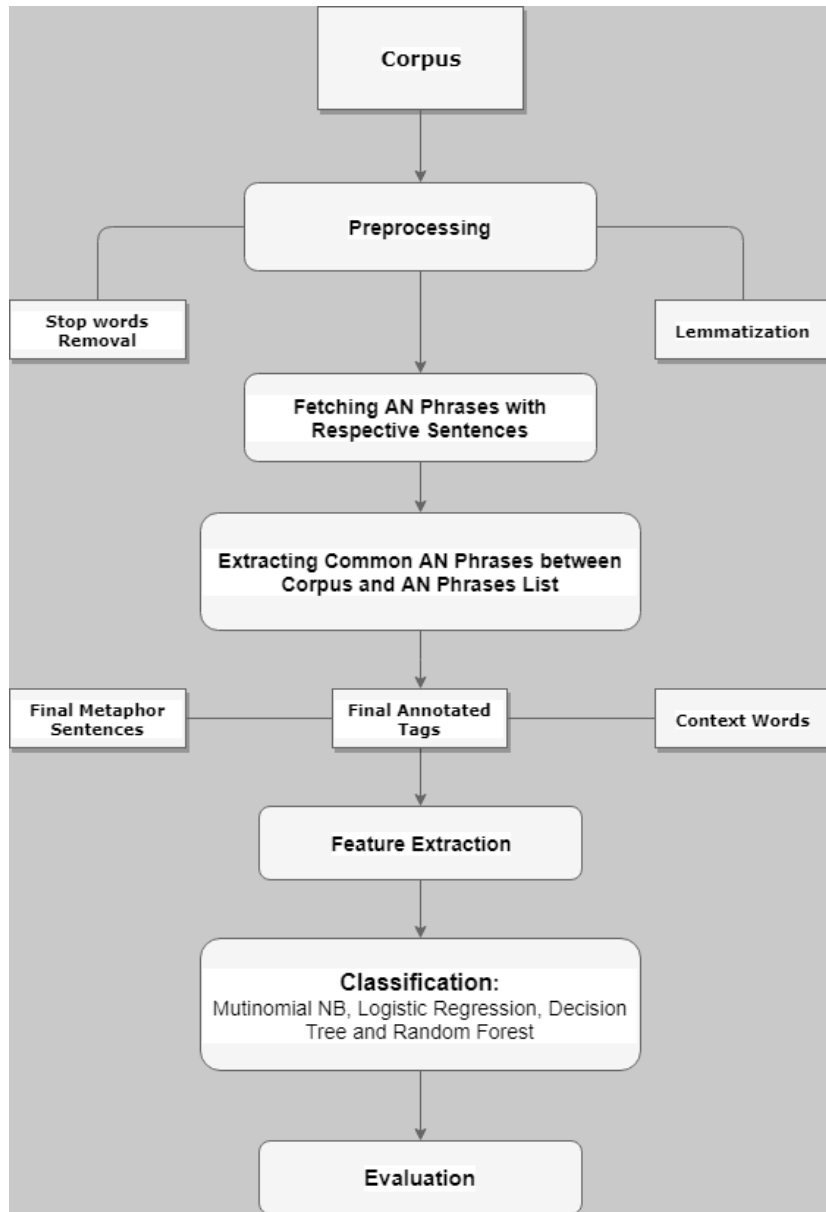 Corpus
Preprocessing
Stop words
Removal
Lemmatization
Fetching AN Phrases with
Respective Sentences
Extracting Common AN Phrases between
Corpus and AN Phrases List
Final Metaphor
Sentences
Final Annotated
Tags
Context Words
Feature Extraction
Classification:
Mutinomial NB, Logistic Regression, Decision
Tree and Random Forest
Evaluation